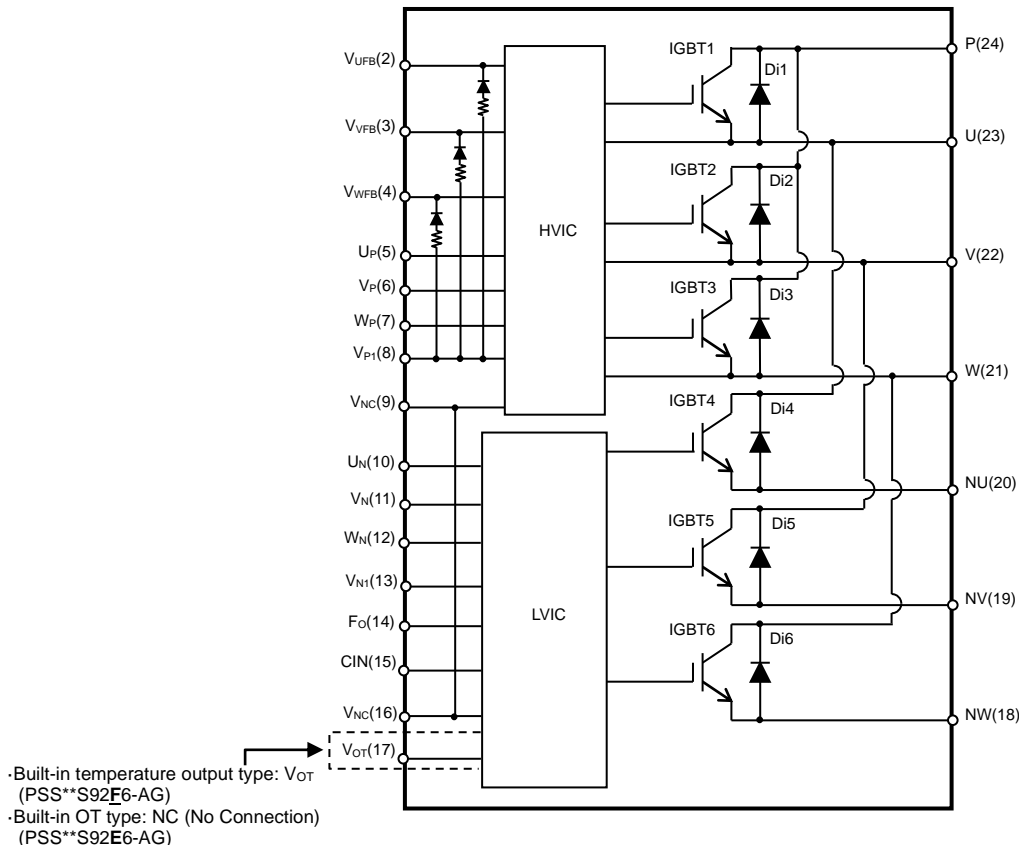 VUFB(2)
VVFB(3)
VWFB(4)
UP(5)
VP(6)
WP(7)
VP1(8)
VNC(9)
UN(10)
VN(11)
WN(12)
VN1(13)
FO(14)
CIN(15)
VNC(16)
VOT(17)
HVIC
LVIC
IGBT1
Di1
IGBT2
Di2
IGBT3
Di3
IGBT4
Di4
IGBT5
Di5
IGBT6
Di6
P(24)
U(23)
V(22)
W(21)
NU(20)
NV(19)
NW(18)
·Built-in temperature output type: VOT
(PSS**S92F6-AG)
·Built-in OT type: NC (No Connection)
(PSS**S92E6-AG)